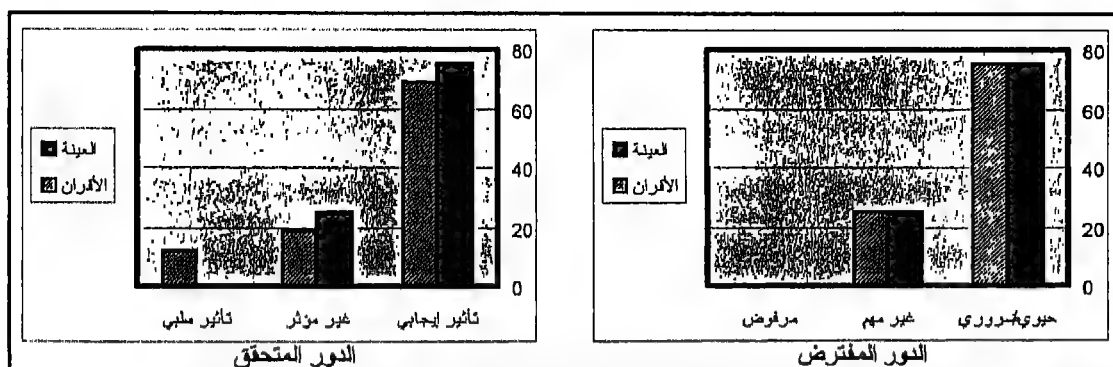 80
60
40
20
0
العينة
الأقران
حيوي/ضروري
غير مهم
مرفوض
الدور المفترض
80
60
40
20
0
العينة
الأقران
تأثير إيجابي
غير مؤثر
تأثير سلبي
الدور المتحقق